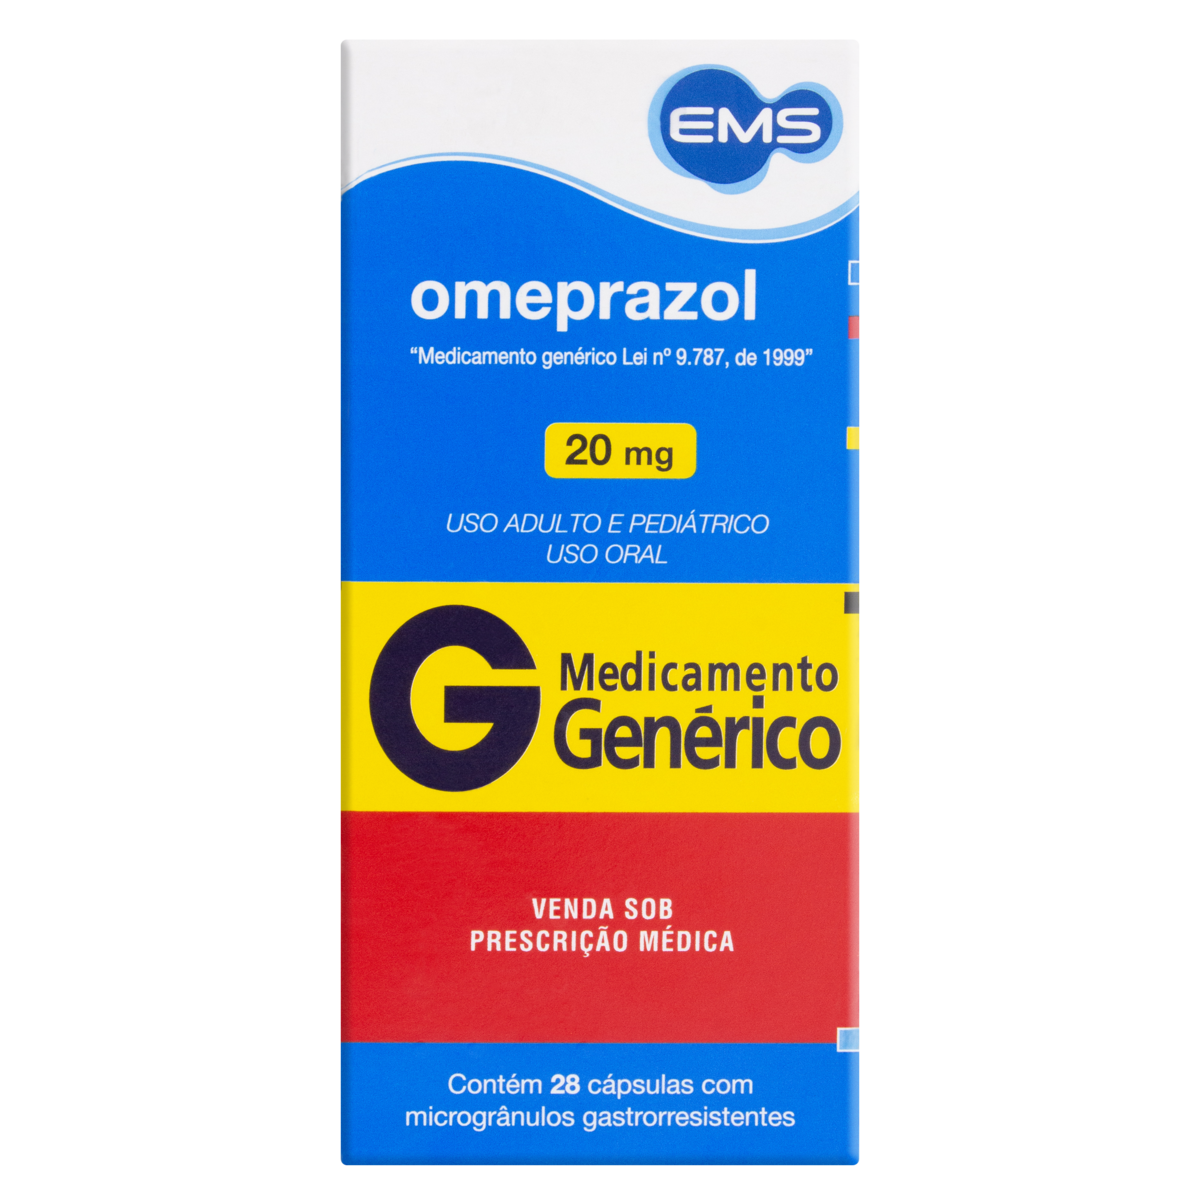 EMS
omeprazol
“Medicamento genérico Lei nº 9.787, de 1999”
20 mg
USO ADULTO E PEDIÁTRICO
USO ORAL
G
Medicamento
Genérico
VENDA SOB
PRESCRIÇÃO MÉDICA
Contém 28 cápsulas com
microgrânulos gastrorresistentes